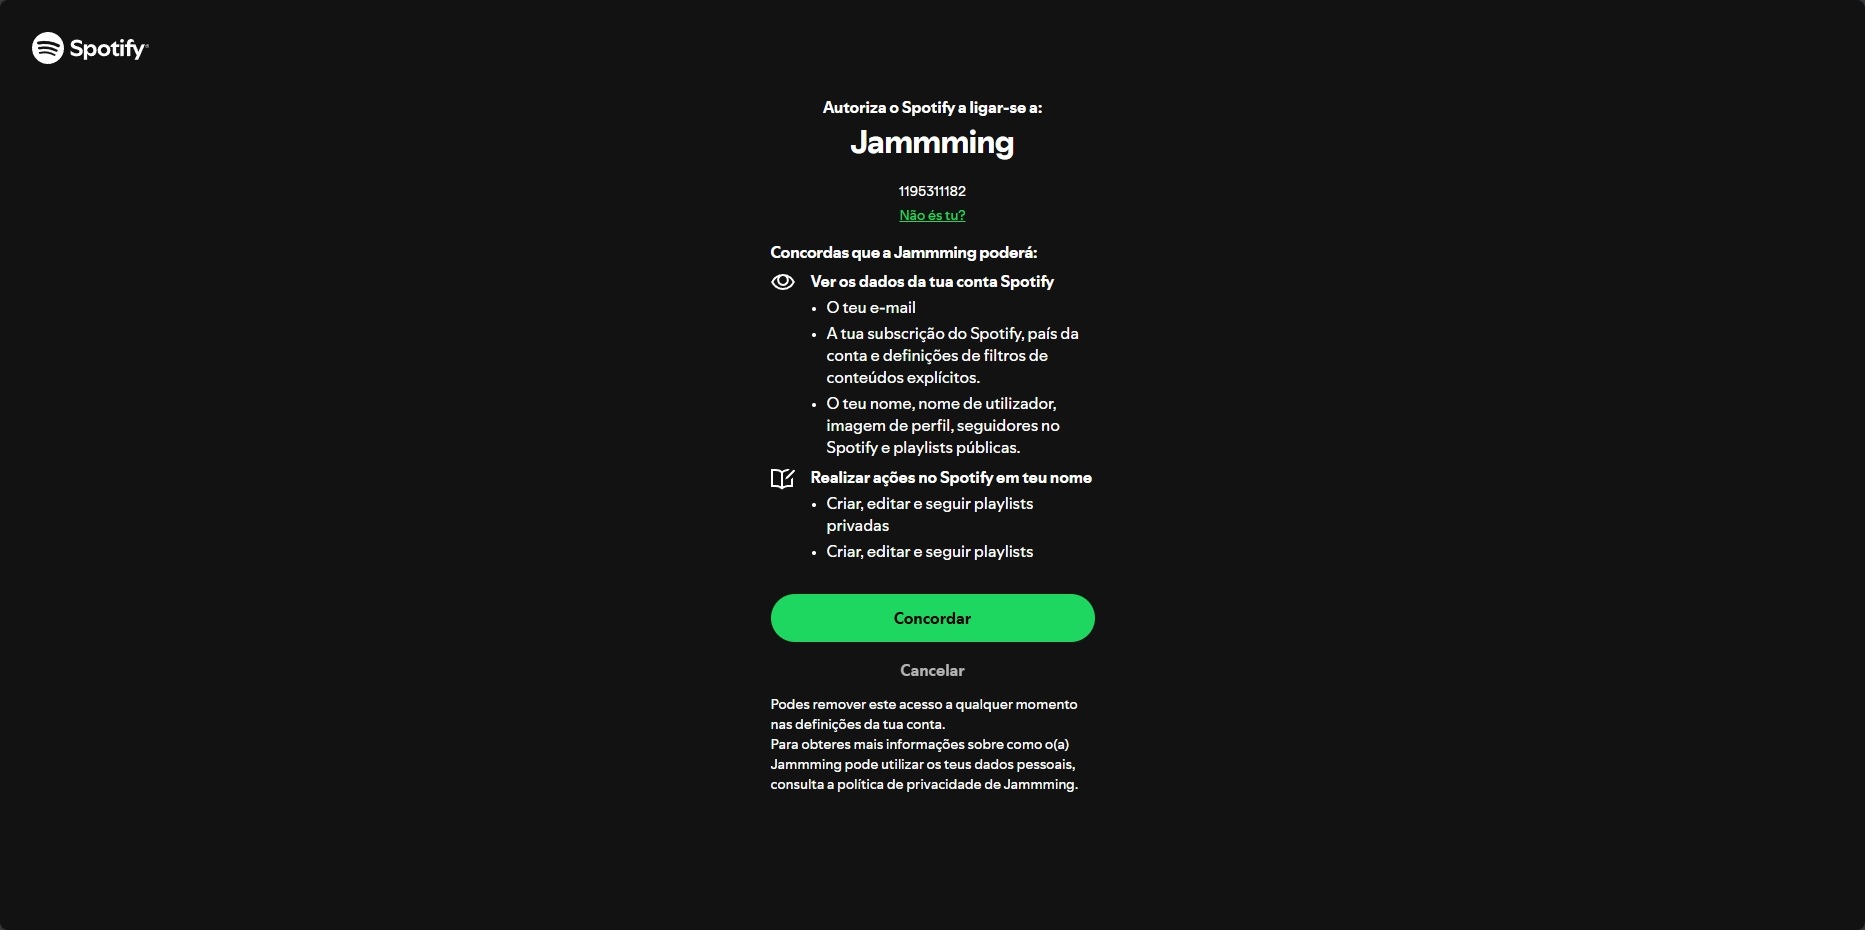 Spotify
Autoriza o Spotify a ligar-se a:
Jammming
1195311182
Não és tu?
Concordas que a Jammming poderá:
Ver os dados da tua conta Spotify
• O teu e-mail
• A tua subscrição do Spotify, país da
conta e definições de filtros de
conteúdos explícitos.
• O teu nome, nome de utilizador,
imagem de perfil, seguidores no
Spotify e playlists públicas.
Realizar ações no Spotify em teu nome
• Criar, editar e seguir playlists
privadas
• Criar, editar e seguir playlists
Concordar
Cancelar
Podes remover este acesso a qualquer momento
nas definições da tua conta.
Para obteres mais informações sobre como o(a)
Jammming pode utilizar os teus dados pessoais,
consulta a política de privacidade de Jammming.